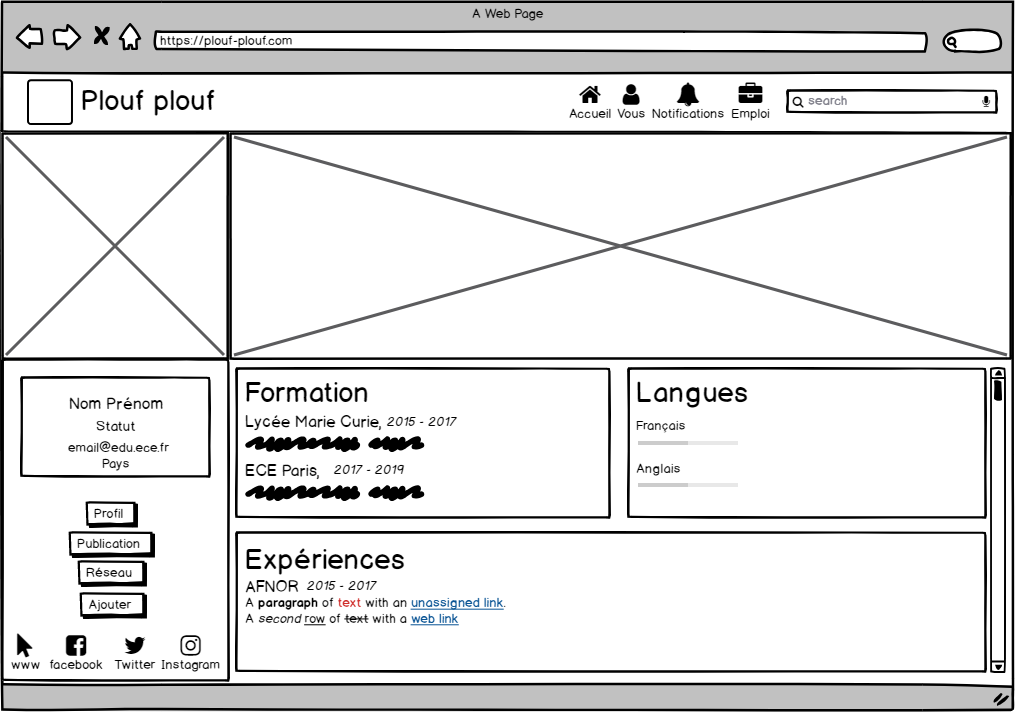 A Web Page
https://plouf-plouf.com
Plouf plouf
Accueil Vous Notifications Emploi
search
Nom Prénom
Statut
email@edu.ece.fr
Pays
Profil
Publication
Réseau
Ajouter
www facebook Twitter Instagram
Formation
Lycée Marie Curie, 2015 - 2017
ECE Paris, 2017 - 2019
Langues
Français
Anglais
Expériences
AFNOR 2015 - 2017
A paragraph of text with an unassigned link.
A second row of text with a web link